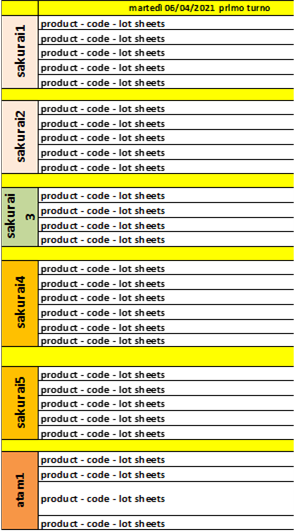 martedì 06/04/2021 primo turno
sakurai1
product - code - lot sheets
product - code - lot sheets
product - code - lot sheets
product - code - lot sheets
product - code - lot sheets
sakurai2
product - code - lot sheets
product - code - lot sheets
product - code - lot sheets
product - code - lot sheets
product - code - lot sheets
sakurai
3
product - code - lot sheets
product - code - lot sheets
product - code - lot sheets
product - code - lot sheets
sakurai4
product - code - lot sheets
product - code - lot sheets
product - code - lot sheets
product - code - lot sheets
product - code - lot sheets
product - code - lot sheets
sakurai5
product - code - lot sheets
product - code - lot sheets
product - code - lot sheets
product - code - lot sheets
product - code - lot sheets
atam1
product - code - lot sheets
product - code - lot sheets
product - code - lot sheets
product - code - lot sheets